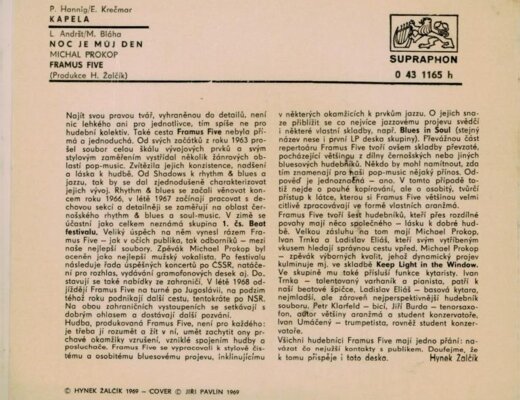 P. Hannig/E. Krečmar
KAPELA
L. Andršt/M. Bláha
NOC JE MŮJ DEN
MICHAL PROKOP
FRAMUS FIVE
(Produkce H. Žalčík)
SUPRAPHON
0 43 1165 h
Najít svou pravou tvář, vyhraněnou do detailů, není
nic lehkého ani pro jednotlivce, tím spíše ne pro
hudební kolektiv. Také cesta Framus Five nebyla pří-
má a jednoduchá. Od svých začátků z roku 1963 pro-
šel soubor celou škálu vývojových prvků a svým
stylovým zaměřením vystřídal několik žánrových ob-
lastí pop-music. Zvítězila jejich konzistence, nadšení
a láska k hudbě. Od Shadows k rhythm & blues a
jazzu, tak by se dal zjednodušeně charakterizovat
jejich vývoj. Rhythm & blues se začali věnovat kon-
cem roku 1966, v létě 1967 začínají pracovat s de-
chovou sekcí a detailněji se zaměřují na oblast čer-
nošského rhythm & blues a soul-music. V zimě se
účastní jako celkem neznámá skupina 1. čs. Beat
festivalu. Veliký úspěch na něm vynesl rázem Fra-
mus Five – jak v očích publika, tak odborníků – mezi
naše nejlepší soubory. Zpěvák Michael Prokop byl
oceněn jako nejlepší mužský vokalista. Po festivalu
následuje řada úspěšných koncertů po ČSSR, natáče-
ní pro rozhlas, vydávání gramofonových desek aj. Do-
stavují se také nabídky ze zahraničí. V létě 1968 od-
jíždějí Framus Five na turné po Jugoslávii, na podzim
téhož roku podnikají další cestu, tentokráte po NSR.
Na obou zahraničních vystoupeních se setkávají s
dobrým ohlasem a dostávají další pozvání.
Hudba, produkovaná Framus Five, není pro každého:
je třeba jí rozumět a žít v ní, umět zachytit ony pr-
chavé okamžiky vzrušení, vzniklé spojením hudby a
posluchače. Framus Five se vypracovali k stylově čis-
tému a osobitému bluesovému projevu, inklinujícímu
v některých okamžicích k prvkům jazzu. O jejich sna-
ze přiblížit se co nejvíce jazzovému projevu svědčí
i některé vlastní skladby, např. Blues in Soul (stejný
název nese i první LP deska skupiny). Převážnou část
repertoáru Framus Five tvoří ovšem skladby převzaté,
pocházející většinou z dílny černošských nebo jiných
bluesových hudebníků. Někdo by mohl namítnout, zda
tím znamenají pro naši pop-music nějaký přínos. Od-
pověď je jednoznačná – ano. V tomto případě to-
tiž nejde o pouhé kopírování, ale o osobitý, tvůrčí
přístup k látce, kterou si Framus Five většinou velmi
citlivě zpracovávají ve formě vlastních aranžmá.
Framus Five tvoří šest hudebníků, kteří přes rozdílné
povahy mají něco společného – lásku k dobré hud-
bě. Velkou zásluhu na tom mají Michael Prokop,
Ivan Trnka a Ladislav Eliáš, kteří svým vytříbeným
vkusem hledají správnou cestu vpřed. Michael Prokop
– zpěvák výborných kvalit, jehož dynamický projev
kulminuje mj. ve skladbě Keep Light in the Window.
Ve skupině mu také přísluší funkce kytaristy. Ivan
Trnka – talentovaný varhaník a pianista, patří k
naší beatové špičce, Ladislav Eliáš – basová kytara,
nejmladší, ale zároveň nejperspektivnější hudebník
souboru. Petr Klarfeld – bicí, Jiří Burda – tenorsaxo-
fon, autor většiny aranžmá a student konzervatoře,
Ivan Umáčený – trumpetista, rovněž student konzer-
vatoře.
Všichni hudebníci Framus Five mají jedno přání: na-
vázat co nejužší kontakty s publikem. Doufejme, že
k tomu přispěje i tato deska. Hynek Žalčík
© HYNEK ŽALČÍK 1969 – COVER © JIŘÍ PAVLÍN 1969